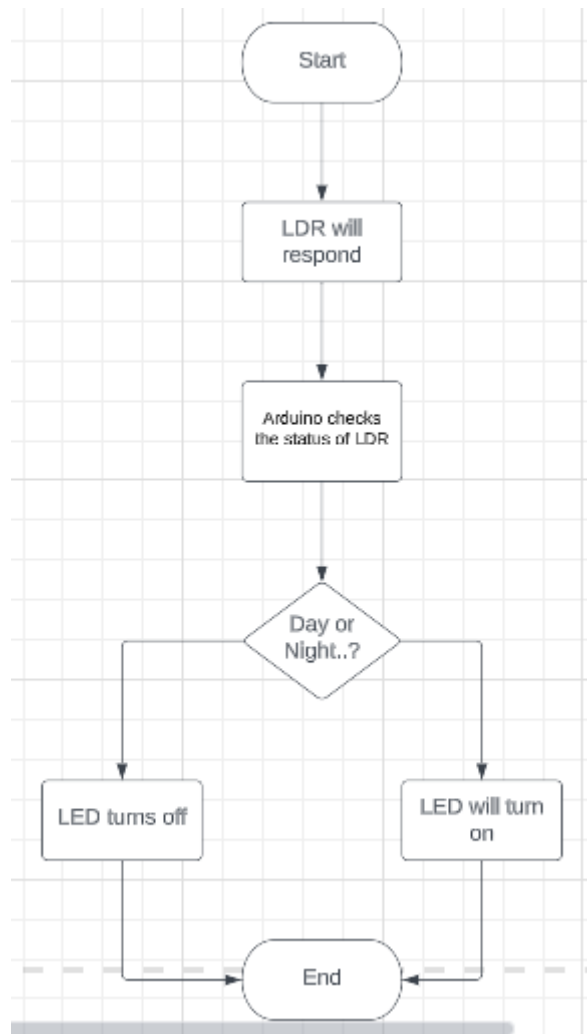 Start
LDR will
respond
Arduino checks
the status of LDR
Day or
Night..?
LED turns off
LED will turn
on
End